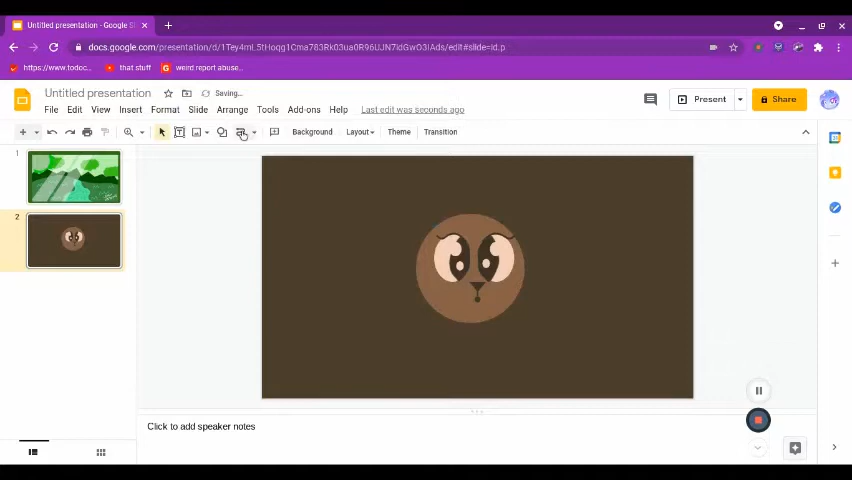 Untitled presentation - Google Sl
docs.google.com/presentation/d/1Tey4mL5tHoqg1Cma783Rk03ua0R96UJN7idGwO3IAds/edit#slide=id.p
https://www.todoc...
that stuff
weird report abuse...
Untitled presentation
Saving...
Present
Share
File Edit View Insert Format Slide Arrange Tools Add-ons Help Last edit was seconds ago
Background Layout Theme Transition
1
2
Click to add speaker notes